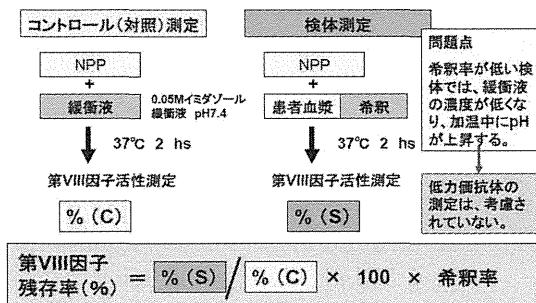 コントロール(対照)測定
NPP
+
緩衝液
0.05Mイミダゾール
緩衝液 pH7.4
37℃ 2 hs
第VIII因子活性測定
% (C)
検体測定
NPP
+
患者血漿 希釈
37℃ 2 hs
第VIII因子活性測定
% (S)
問題点
希釈率が低い検
体では、緩衝液
の濃度が低くな
り、加温中にpH
が上昇する。
低力価抗体の
測定は、考慮さ
れていない。
第VIII因子
残存率(%) = % (S) / % (C) × 100 × 希釈率